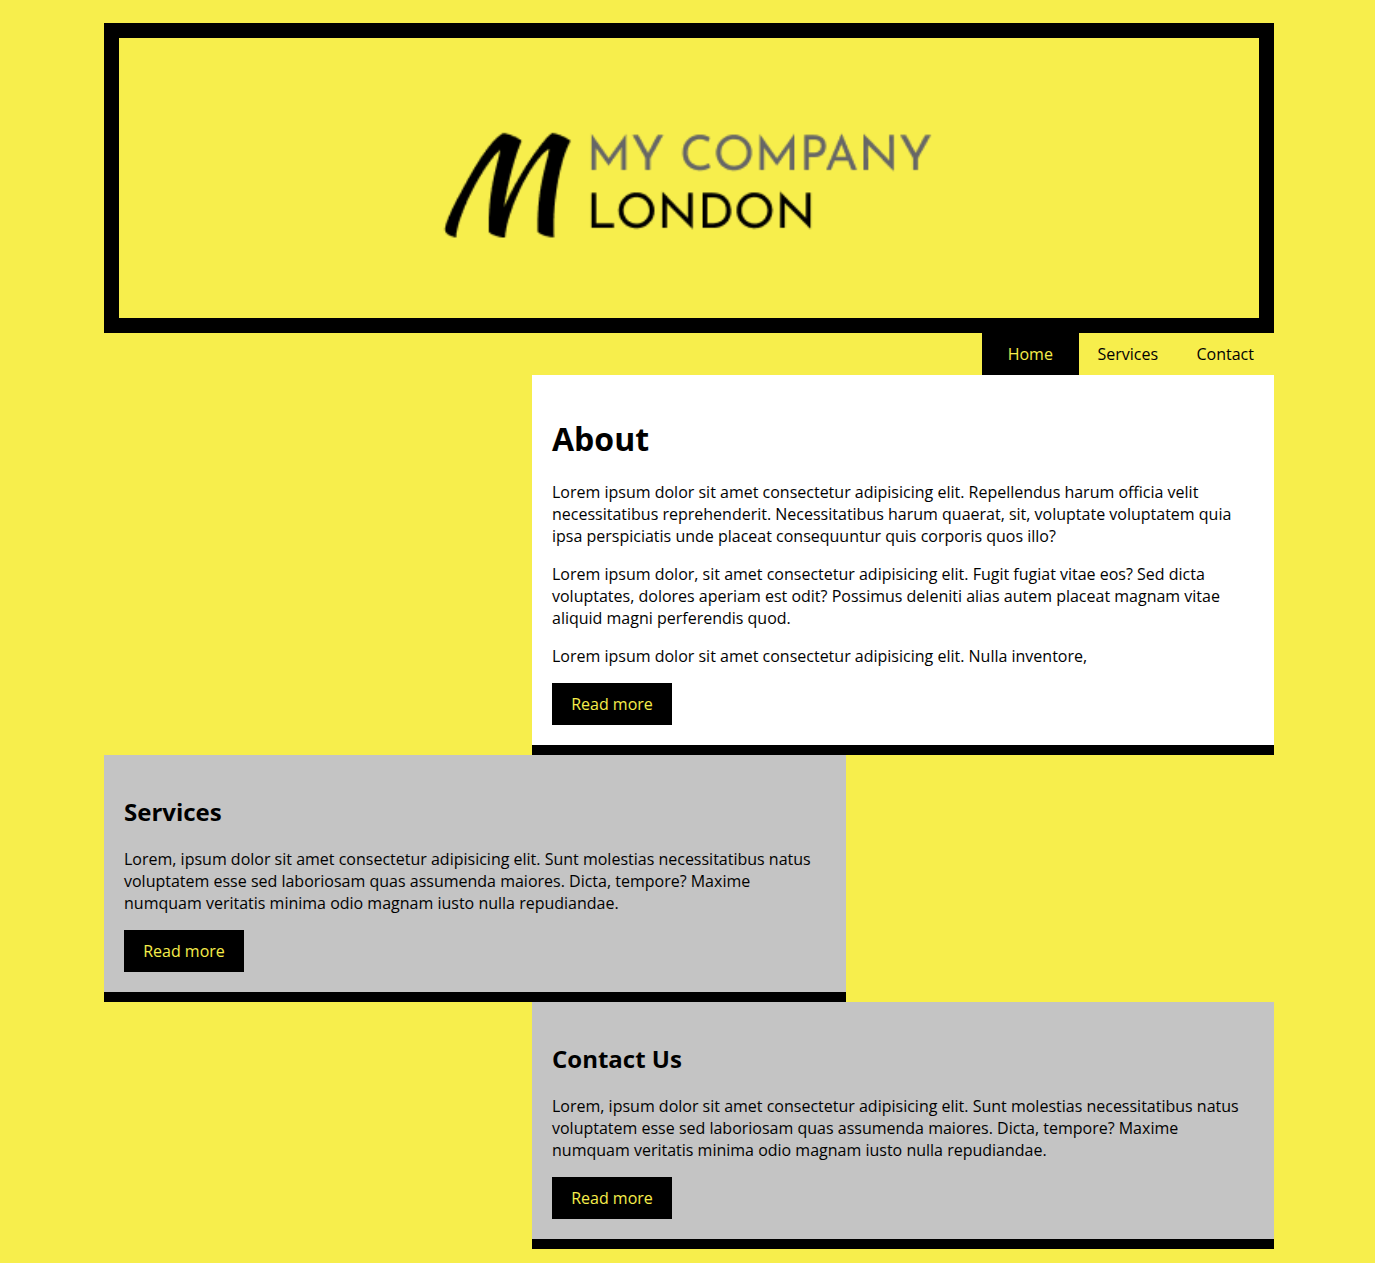 M MY COMPANY
LONDON
Home Services Contact
About
Lorem ipsum dolor sit amet consectetur adipisicing elit. Repellendus harum officia velit
necessitatibus reprehenderit. Necessitatibus harum quaerat, sit, voluptate voluptatem quia
ipsa perspiciatis unde placeat consequuntur quis corporis quos illo?
Lorem ipsum dolor, sit amet consectetur adipisicing elit. Fugit fugiat vitae eos? Sed dicta
voluptates, dolores aperiam est odit? Possimus deleniti alias autem placeat magnam vitae
aliquid magni perferendis quod.
Lorem ipsum dolor sit amet consectetur adipisicing elit. Nulla inventore,
Read more
Services
Lorem, ipsum dolor sit amet consectetur adipisicing elit. Sunt molestias necessitatibus natus
voluptatem esse sed laboriosam quas assumenda maiores. Dicta, tempore? Maxime
numquam veritatis minima odio magnam iusto nulla repudiandae.
Read more
Contact Us
Lorem, ipsum dolor sit amet consectetur adipisicing elit. Sunt molestias necessitatibus natus
voluptatem esse sed laboriosam quas assumenda maiores. Dicta, tempore? Maxime
numquam veritatis minima odio magnam iusto nulla repudiandae.
Read more